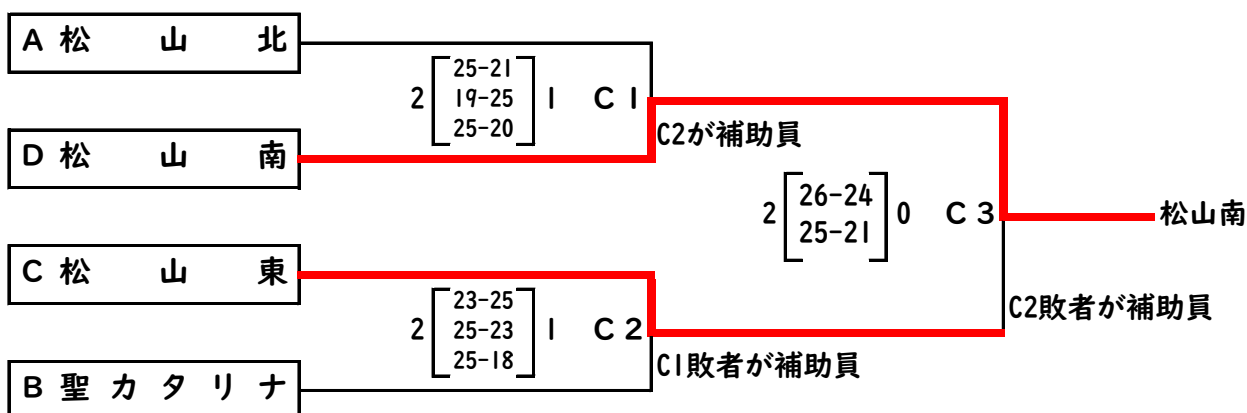 A 松 山 北
25-21
2 19-25 1 C1
25-20
C2が補助員
D 松 山 南
26-24
2 25-21 0 C3
松山南
C 松 山 東
23-25
2 25-23 1 C2
25-18
C2敗者が補助員
C1敗者が補助員
B 聖 カ タ リ ナ